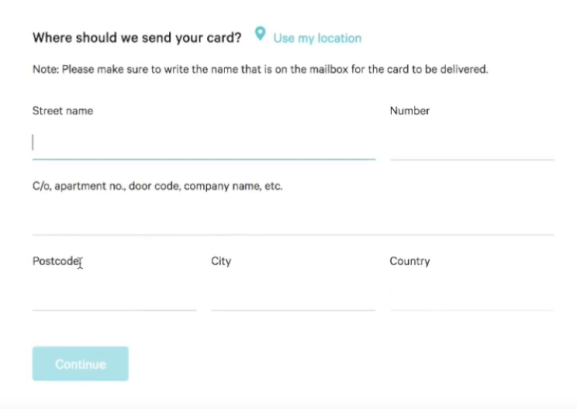 Where should we send your card? Use my location
Note: Please make sure to write the name that is on the mailbox for the card to be delivered.
Street name Number
C/o, apartment no., door code, company name, etc.
Postcode City Country
Continue